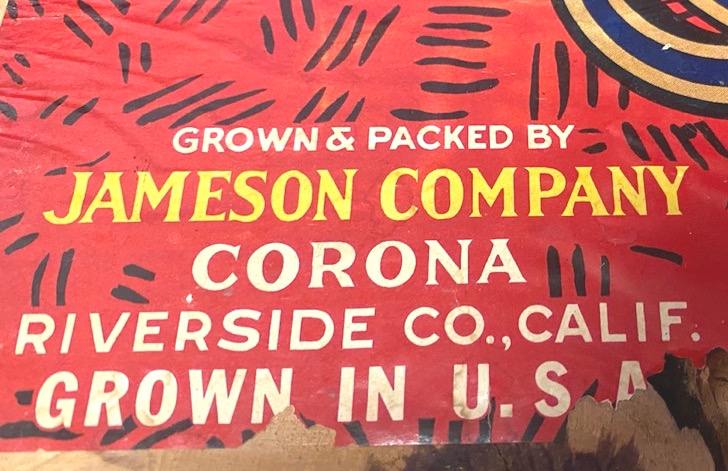 GROWN & PACKED BY
JAMESON COMPANY
CORONA
RIVERSIDE CO., CALIF.
GROWN IN U.S.A